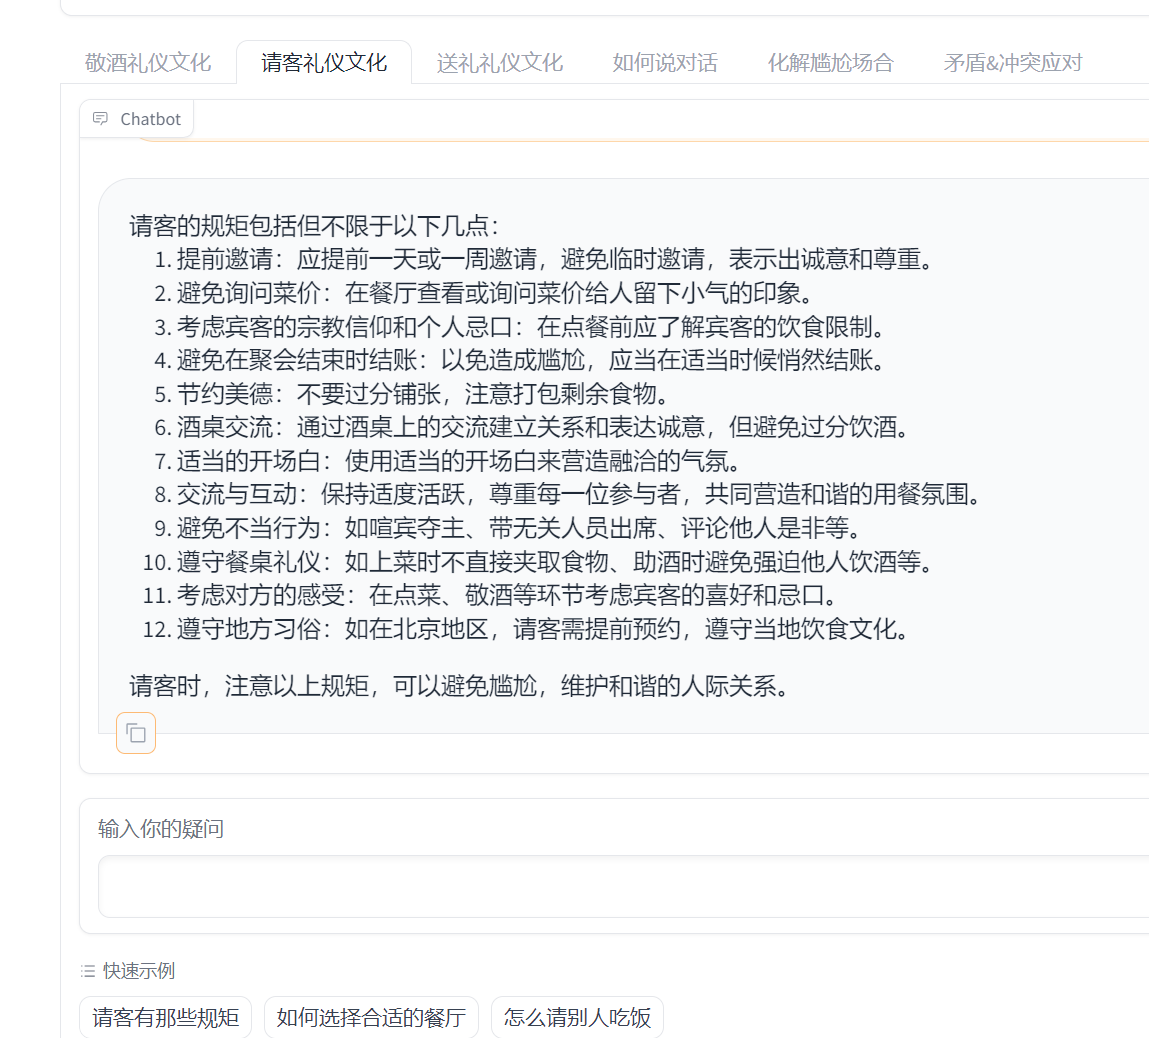 敬酒礼仪文化 请客礼仪文化 送礼礼仪文化 如何说对话 化解尴尬场合 矛盾&冲突应对
Chatbot
请客的规矩包括但不限于以下几点：
1. 提前邀请：应提前一天或一周邀请，避免临时邀请，表示出诚意和尊重。
2. 避免询问菜价：在餐厅查看或询问菜价给人留下小气的印象。
3. 考虑宾客的宗教信仰和个人忌口：在点餐前应了解宾客的饮食限制。
4. 避免在聚会结束时结账：以免造成尴尬，应当在适当时候悄然结账。
5. 节约美德：不要过分铺张，注意打包剩余食物。
6. 酒桌交流：通过酒桌上的交流建立关系和表达诚意，但避免过分饮酒。
7. 适当的开场白：使用适当的开场白来营造融洽的气氛。
8. 交流与互动：保持适度活跃，尊重每一位参与者，共同营造和谐的用餐氛围。
9. 避免不当行为：如喧宾夺主、带无关人员出席、评论他人是非等。
10. 遵守餐桌礼仪：如上菜时不直接夹取食物、助酒时避免强迫他人饮酒等。
11. 考虑对方的感受：在点菜、敬酒等环节考虑宾客的喜好和忌口。
12. 遵守地方习俗：如在北京地区，请客需提前预约，遵守当地饮食文化。
请客时，注意以上规矩，可以避免尴尬，维护和谐的人际关系。
输入你的疑问
快速示例
请客有那些规矩 如何选择合适的餐厅 怎么请别人吃饭